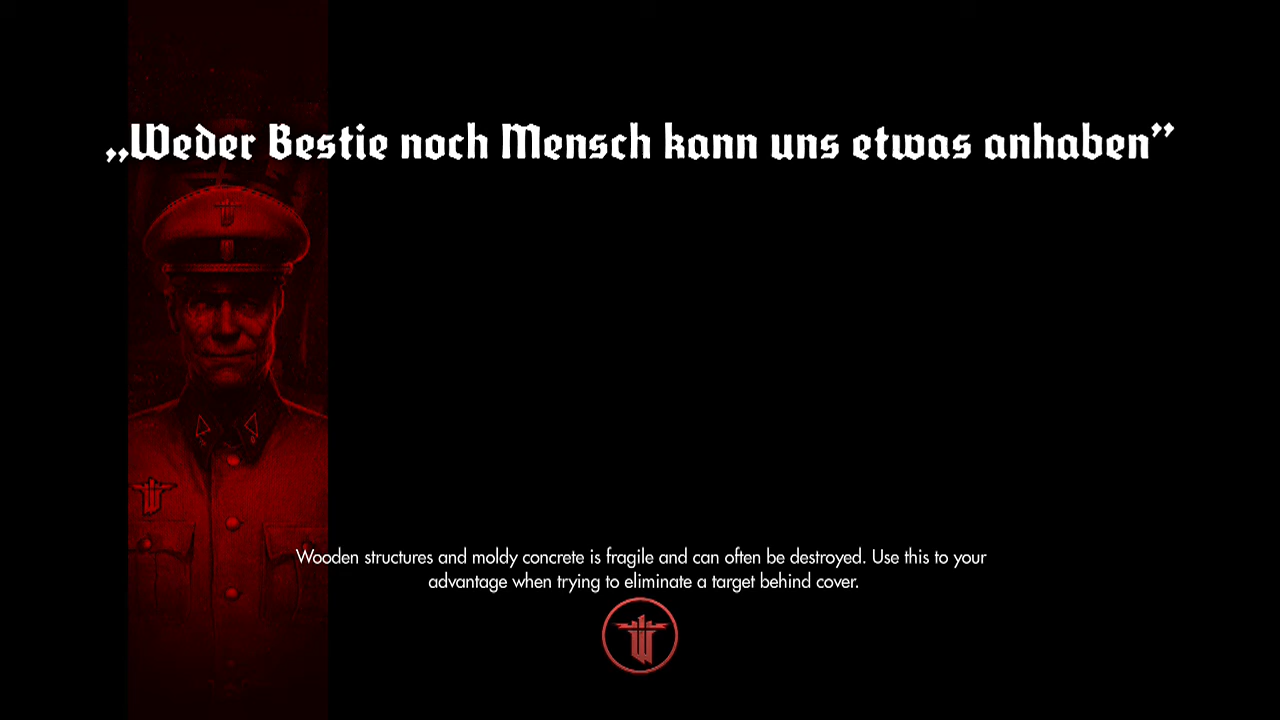 „Weder Bestie noch Mensch kann uns etwas anhaben”
Wooden structures and moldy concrete is fragile and can often be destroyed. Use this to your
advantage when trying to eliminate a target behind cover.